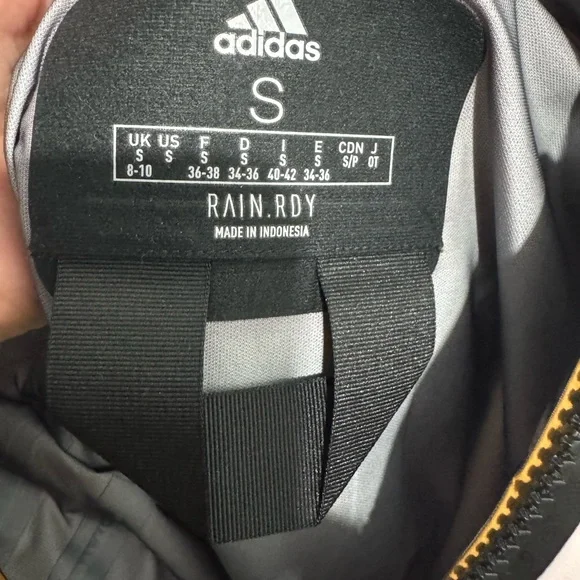 adidas
S
UK US F D I E CDN J
S S S S S S S/P OT
8-10 36-38 34-36 40-42 34-36
RAIN.RDY
MADE IN INDONESIA